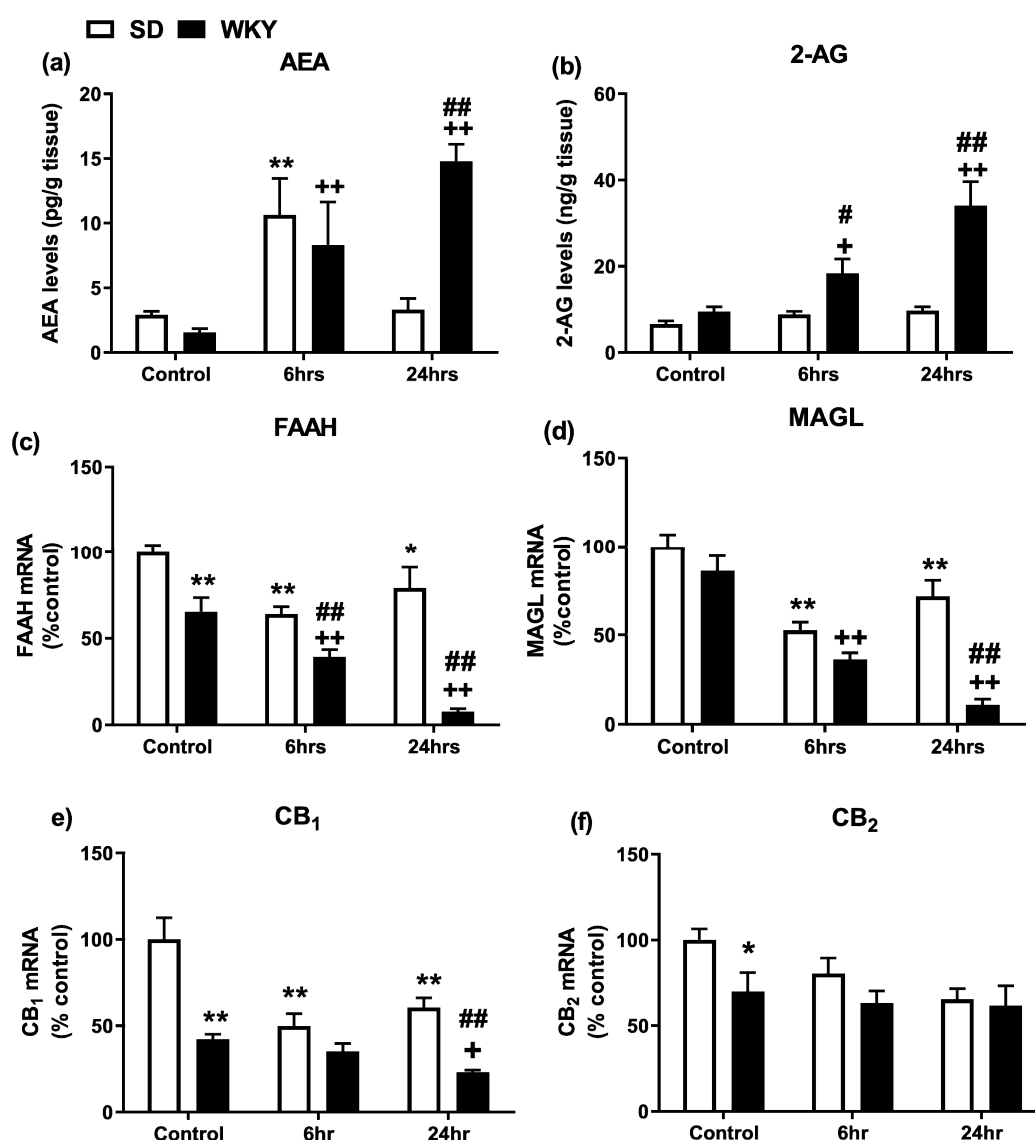 SD WKY
(a) AEA
AEA levels (pg/g tissue)
20
15
10
5
0
**
++
##
++
Control 6hrs 24hrs
(b) 2-AG
2-AG levels (ng/g tissue)
60
40
20
0
#
+
##
++
Control 6hrs 24hrs
(c) FAAH
FAAH mRNA
(%control)
150
100
50
0
**
**
##
++
*
##
++
Control 6hrs 24hrs
(d) MAGL
MAGL mRNA
(%control)
150
100
50
0
**
++
**
##
++
Control 6hrs 24hrs
e) CB₁
CB₁ mRNA
(% control)
150
100
50
0
**
**
**
##
+
Control 6hr 24hr
(f) CB₂
CB₂ mRNA
(% control)
150
100
50
0
*
Control 6hr 24hr